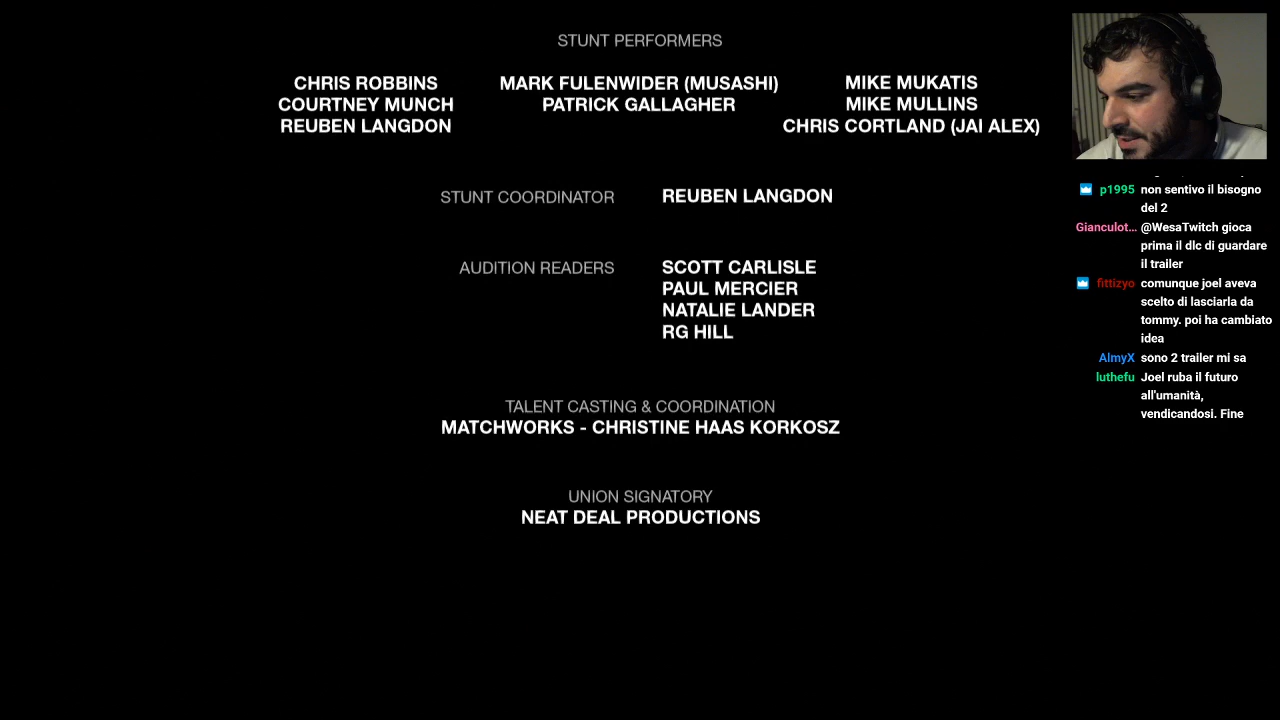 STUNT PERFORMERS
CHRIS ROBBINS
COURTNEY MUNCH
REUBEN LANGDON
MARK FULENWIDER (MUSASHI)
PATRICK GALLAGHER
MIKE MUKATIS
MIKE MULLINS
CHRIS CORTLAND (JAI ALEX)
STUNT COORDINATOR
REUBEN LANGDON
AUDITION READERS
SCOTT CARLISLE
PAUL MERCIER
NATALIE LANDER
RG HILL
TALENT CASTING & COORDINATION
MATCHWORKS - CHRISTINE HAAS KORKOSZ
UNION SIGNATORY
NEAT DEAL PRODUCTIONS
p1995 non sentivo il bisogno
del 2
Gianculot... @WesaTwitch gioca
prima il dlc di guardare
il trailer
fittizyo comunque joel aveva
scelto di lasciarla da
tommy. poi ha cambiato
idea
AlmyX sono 2 trailer mi sa
luthefu Joel ruba il futuro
all'umanità,
vendicandosi. Fine